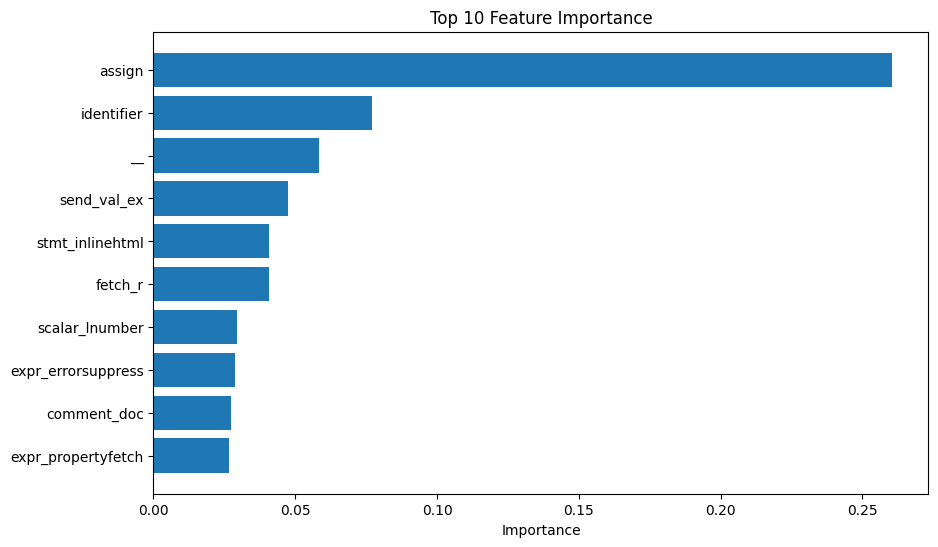 Top 10 Feature Importance
assign
identifier
__
send_val_ex
stmt_inlinehtml
fetch_r
scalar_lnumber
expr_errorsuppress
comment_doc
expr_propertyfetch
0.00 0.05 0.10 0.15 0.20 0.25
Importance